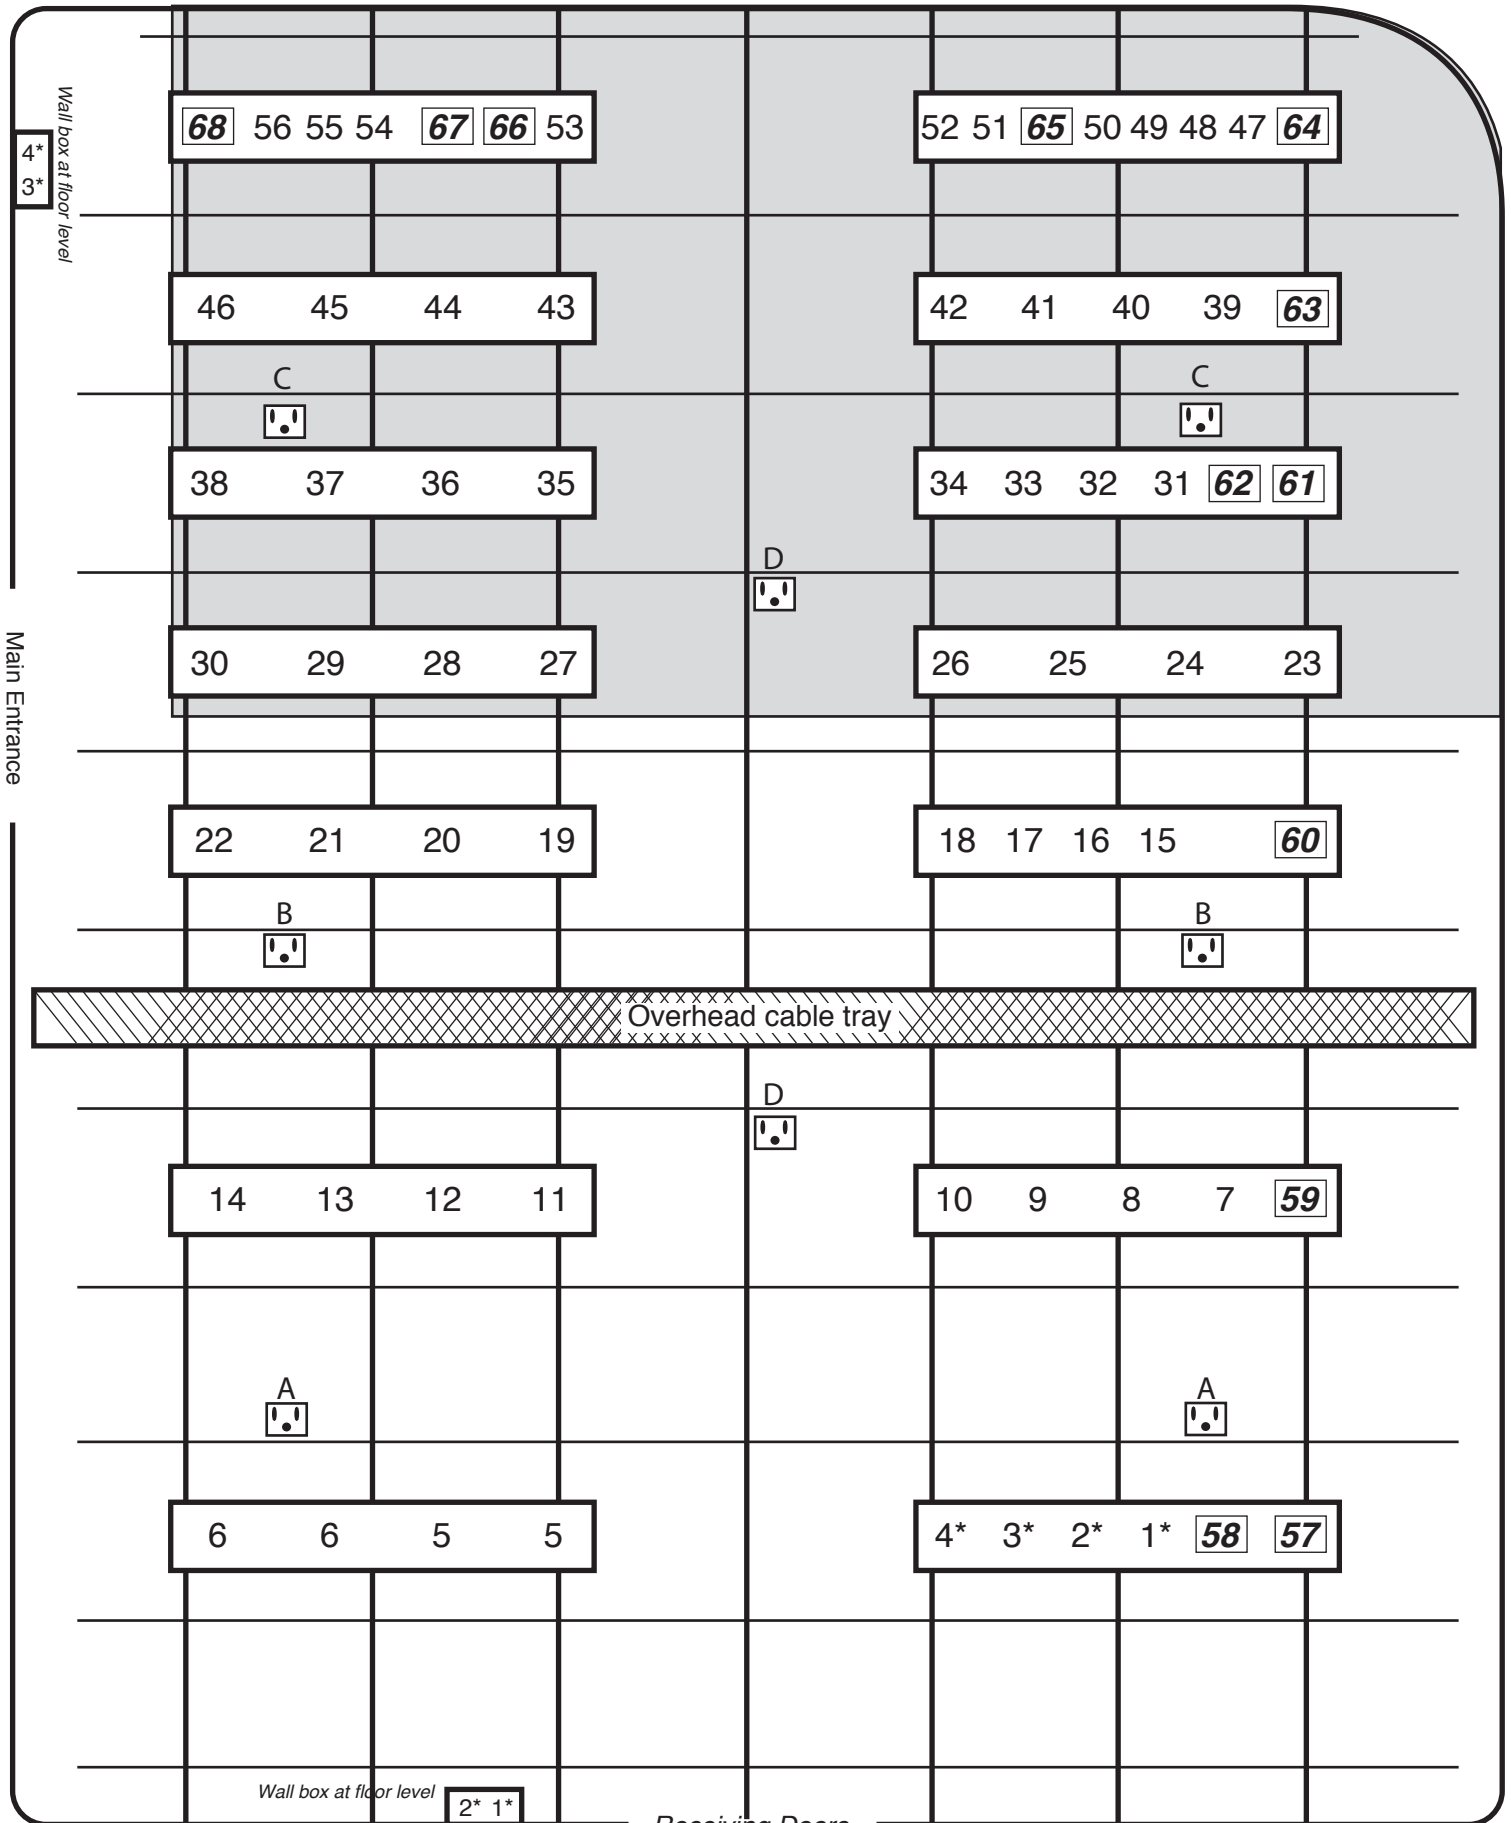 68 56 55 54 67 66 53
52 51 65 50 49 48 47 64
Wall box at floor level
4*
3*
46 45 44 43
42 41 40 39 63
C
C
38 37 36 35
34 33 32 31 62 61
D
30 29 28 27
26 25 24 23
Main Entrance
22 21 20 19
18 17 16 15 60
B
B
Overhead cable tray
D
14 13 12 11
10 9 8 7 59
A
A
6 6 5 5
4* 3* 2* 1* 58 57
Wall box at floor level
2* 1*
Receiving Doors